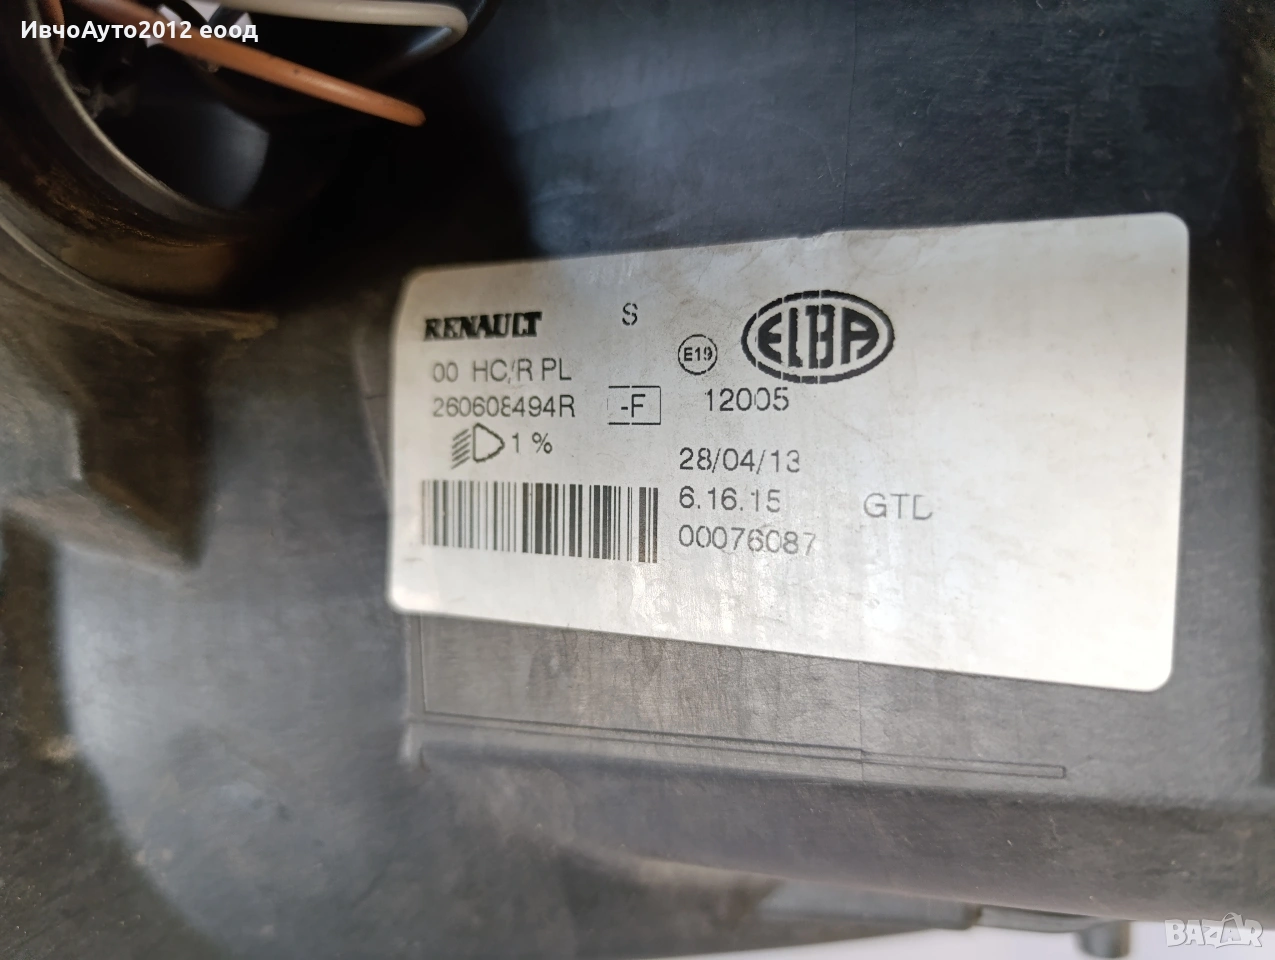 ИвчоАуто2012 еоод
RENAULT S
ELBA
E19
00 HC/R PL
260608494R -F 12005
1 %
28/04/13
6.16.15 GTD
00076087
BAZAR